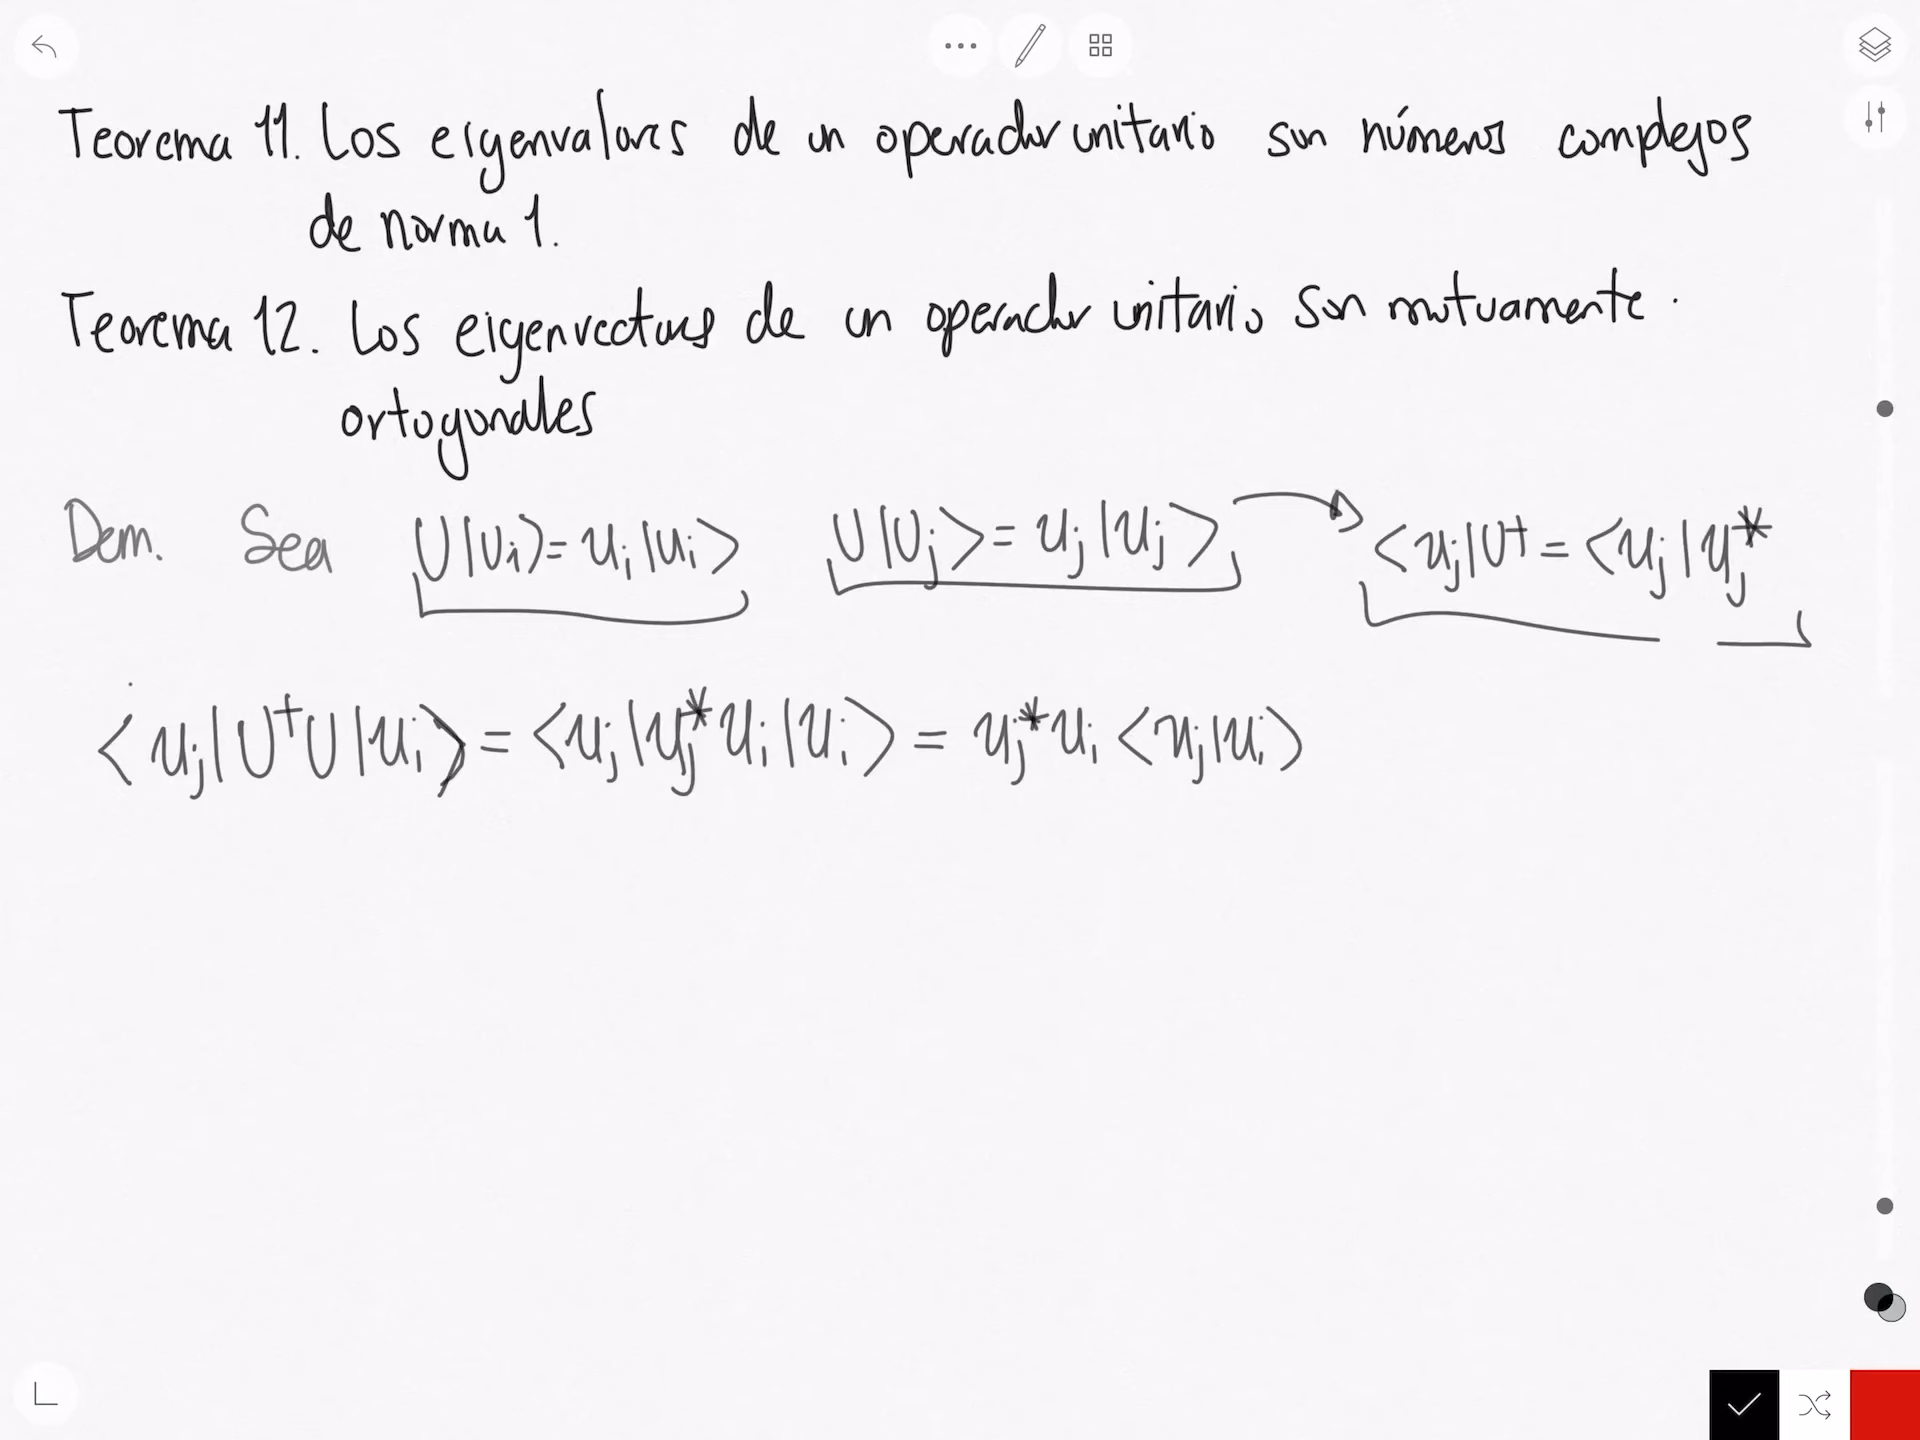 Teorema 11. Los eigenvalores de un operador unitario son números complejos
de norma 1.
Teorema 12. Los eigenvectores de un operador unitario son mutuamente
ortogonales
Dem. Sea U|u_i⟩ = u_i|u_i⟩ U|u_j⟩ = u_j|u_j⟩ → ⟨u_j|U† = ⟨u_j|u_j*
⟨u_j|U†U|u_i⟩ = ⟨u_j|u_j* u_i|u_i⟩ = u_j* u_i ⟨u_j|u_i⟩